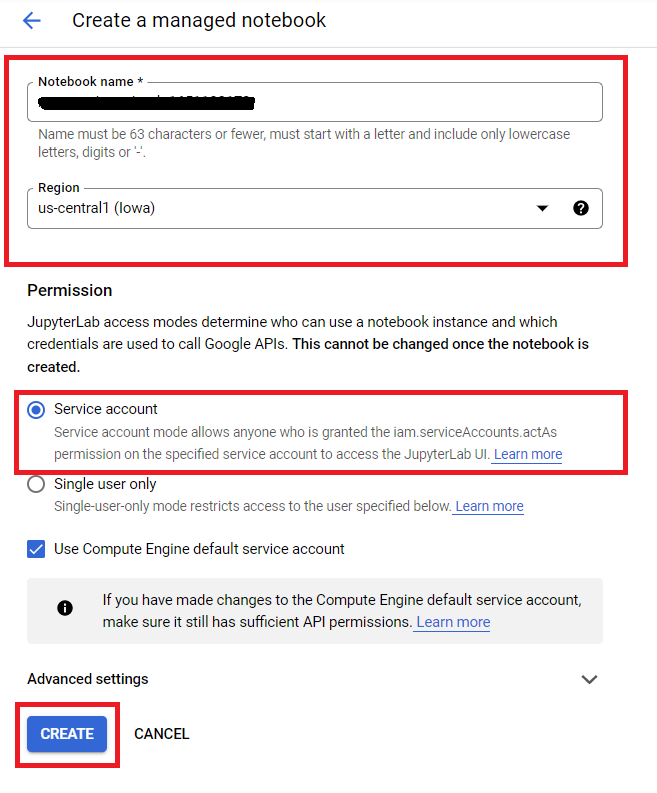 Create a managed notebook
Notebook name *
Name must be 63 characters or fewer, must start with a letter and include only lowercase
letters, digits or '-'.
Region
us-central1 (Iowa)
Permission
JupyterLab access modes determine who can use a notebook instance and which
credentials are used to call Google APIs. This cannot be changed once the notebook is
created.
Service account
Service account mode allows anyone who is granted the iam.serviceAccounts.actAs
permission on the specified service account to access the JupyterLab UI. Learn more
Single user only
Single-user-only mode restricts access to the user specified below. Learn more
Use Compute Engine default service account
If you have made changes to the Compute Engine default service account,
make sure it still has sufficient API permissions. Learn more
Advanced settings
CREATE CANCEL